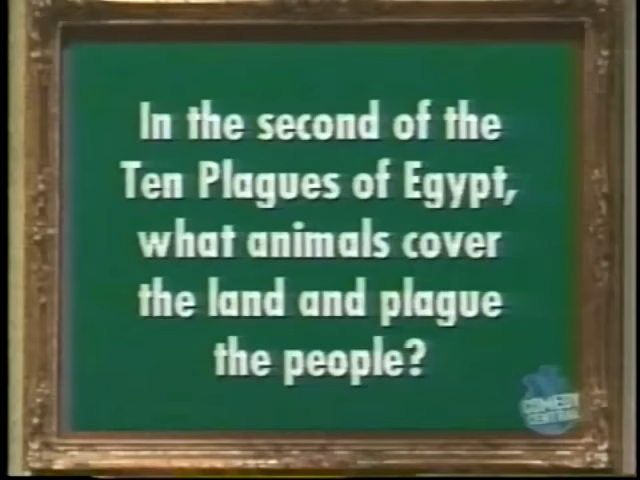 In the second of the
Ten Plagues of Egypt,
what animals cover
the land and plague
the people?
COMEDY
CENTRAL